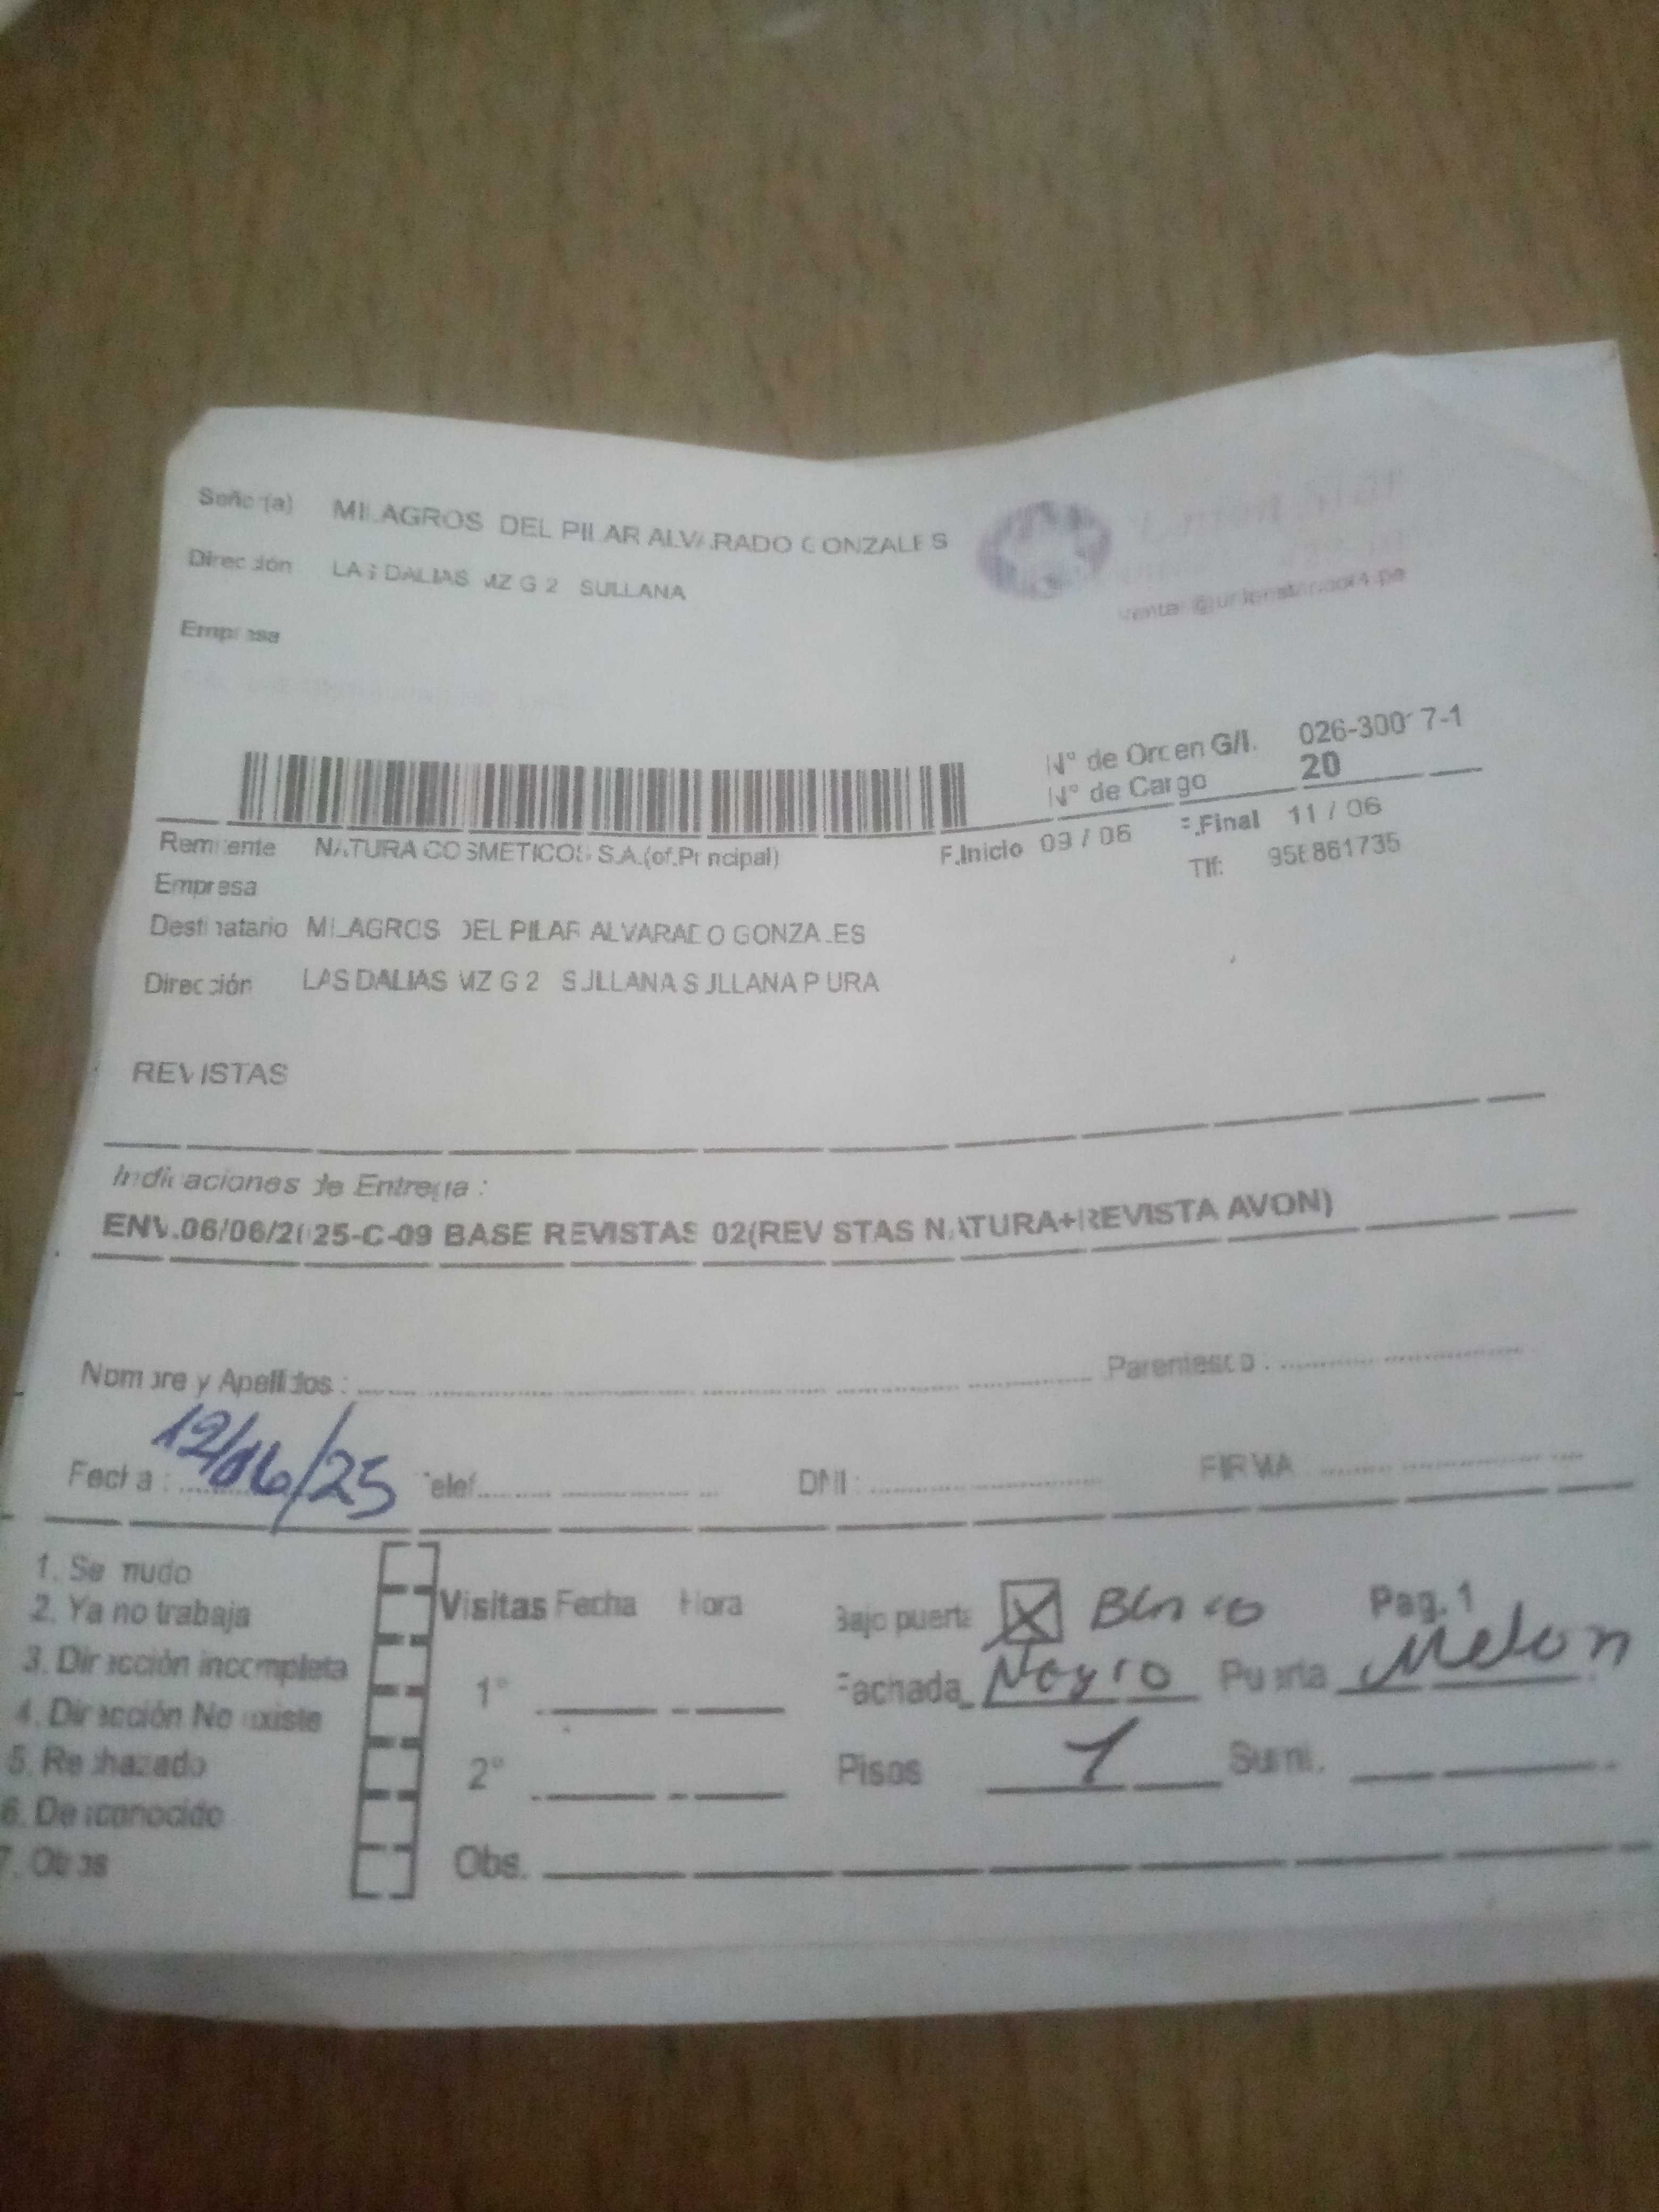 Señor(a) MILAGROS DEL PILAR ALVARADO GONZALES
Dirección LAS DALIAS MZ G 2 SULLANA
Empresa
N° de Orden G/I. 026-30017-1
N° de Cargo 20
Remitente NATURA COSMETICOS S.A.(of.Principal) F.Inicio 09 / 06 F.Final 11 / 06
Empresa Tlf:
Destinatario MILAGROS DEL PILAR ALVARADO GONZALES
Dirección LAS DALIAS MZ G 2 SULLANA SULLANA PIURA
REVISTAS
Indicaciones de Entrega :
ENV.06/06/2025-C-09 BASE REVISTAS 02(REVISTAS NATURA+REVISTA AVON)
Nombre y Apellidos : Parentesco :
Fecha : 12/06/25 Telef. DNI : FIRMA :
1. Se mudo
2. Ya no trabaja
3. Dirección incompleta
4. Dirección No existe
5. Rechazado
6. Desconocido
7. Otros
Visitas Fecha Hora
1°
2°
Obs.
Bajo puerta X Blnco Pag. 1
Fachada Negro Puerta Melon
Pisos 1 Sumi.